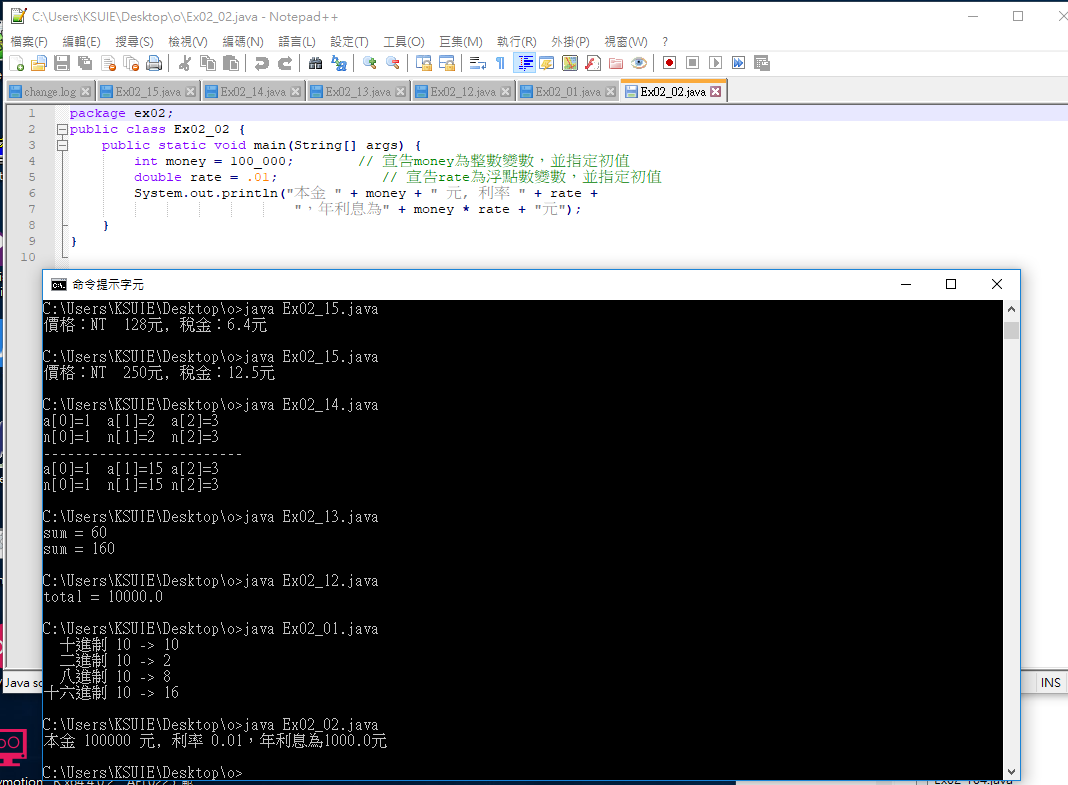 C:\Users\KSUIE\Desktop\o\Ex02_02.java - Notepad++
檔案(F) 編輯(E) 搜尋(S) 檢視(V) 編碼(N) 語言(L) 設定(T) 工具(O) 巨集(M) 執行(R) 外掛(P) 視窗(W) ?
change.log Ex02_15.java Ex02_14.java Ex02_13.java Ex02_12.java Ex02_01.java Ex02_02.java
1 package ex02;
2 public class Ex02_02 {
3 public static void main(String[] args) {
4 int money = 100_000; // 宣告money為整數變數，並指定初值
5 double rate = .01; // 宣告rate為浮點數變數，並指定初值
6 System.out.println("本金 " + money + " 元, 利率 " + rate +
7 "，年利息為" + money * rate + "元");
8 }
9 }
10
命令提示字元
C:\Users\KSUIE\Desktop\o>java Ex02_15.java
價格：NT  128元, 稅金：6.4元
C:\Users\KSUIE\Desktop\o>java Ex02_15.java
價格：NT  250元, 稅金：12.5元
C:\Users\KSUIE\Desktop\o>java Ex02_14.java
a[0]=1  a[1]=2  a[2]=3
n[0]=1  n[1]=2  n[2]=3
-------------------------
a[0]=1  a[1]=15 a[2]=3
n[0]=1  n[1]=15 n[2]=3
C:\Users\KSUIE\Desktop\o>java Ex02_13.java
sum = 60
sum = 160
C:\Users\KSUIE\Desktop\o>java Ex02_12.java
total = 10000.0
C:\Users\KSUIE\Desktop\o>java Ex02_01.java
十進制 10 -> 10
二進制 10 -> 2
八進制 10 -> 8
十六進制 10 -> 16
C:\Users\KSUIE\Desktop\o>java Ex02_02.java
本金 100000 元, 利率 0.01，年利息為1000.0元
C:\Users\KSUIE\Desktop\o>
Java
INS